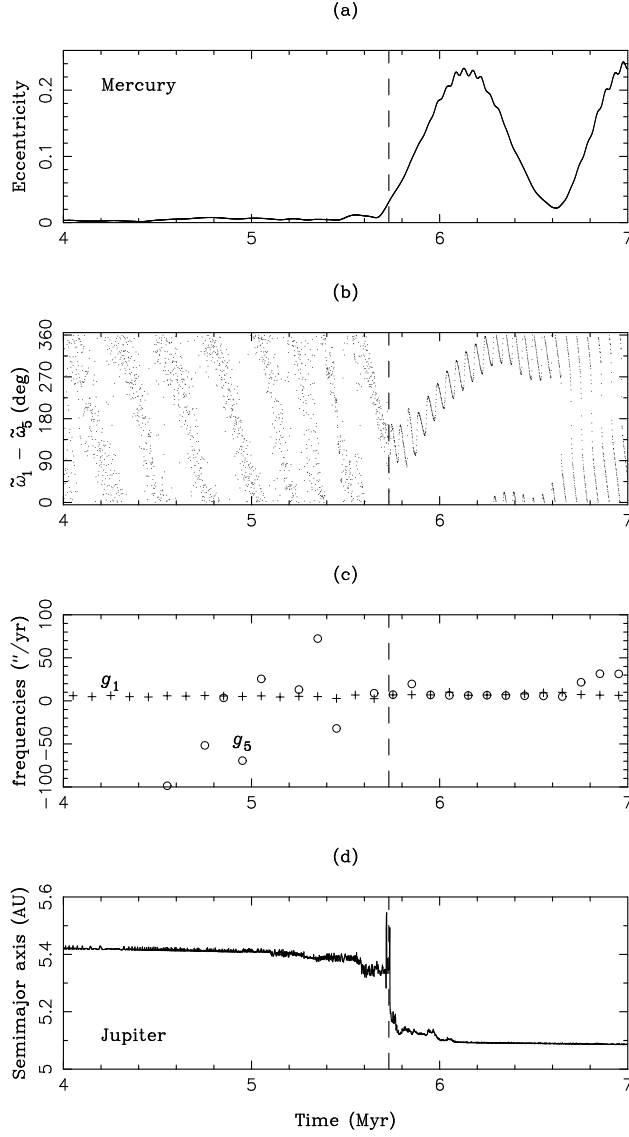 (a)
Mercury
Eccentricity
0 0.1 0.2
4 5 6 7
(b)
ω̃1 − ω̃5 (deg)
0 90 180 270 360
4 5 6 7
(c)
frequencies ("/yr)
−100 −50 0 50 100
g1
g5
4 5 6 7
(d)
Semimajor axis (AU)
5 5.2 5.4 5.6
Jupiter
4 5 6 7
Time (Myr)